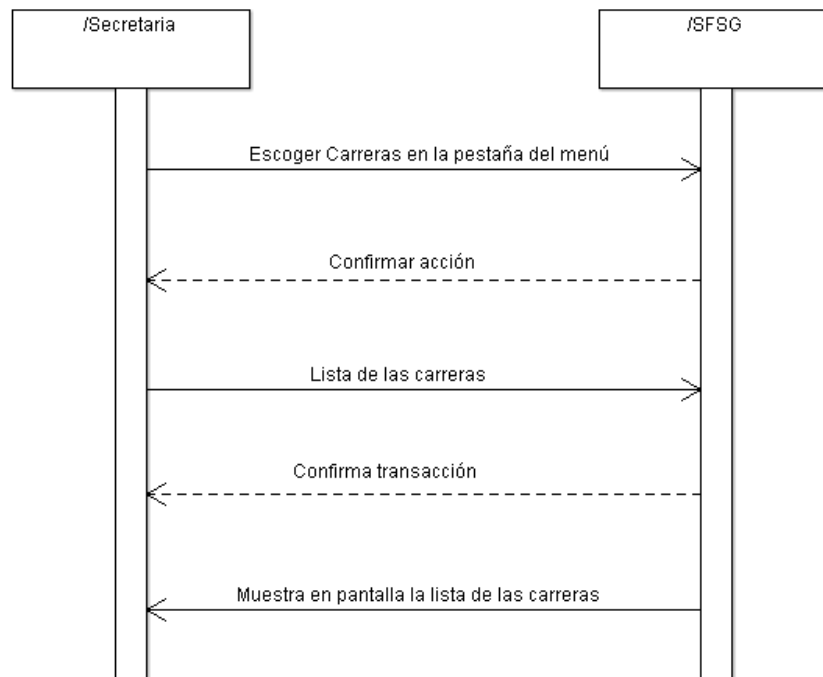 /Secretaria
/SFSG
Escoger Carreras en la pestaña del menú
Confirmar acción
Lista de las carreras
Confirma transacción
Muestra en pantalla la lista de las carreras